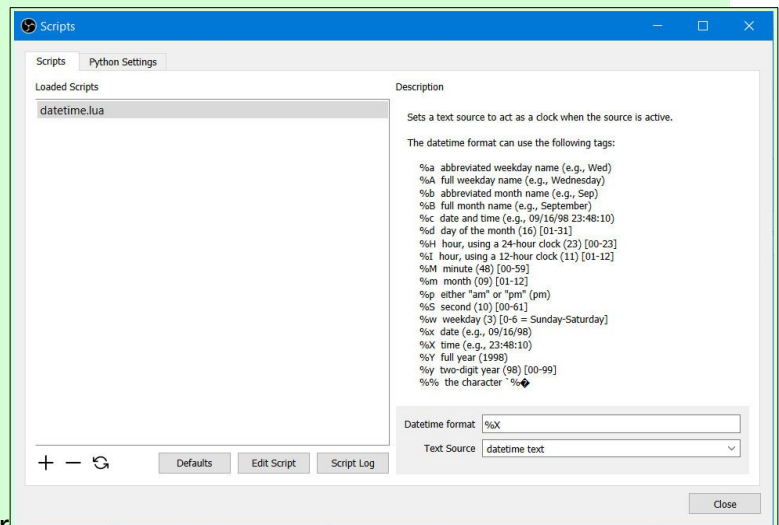 Scripts
Scripts
Python Settings
Loaded Scripts
datetime.lua
Description
Sets a text source to act as a clock when the source is active.
The datetime format can use the following tags:
%a abbreviated weekday name (e.g., Wed)
%A full weekday name (e.g., Wednesday)
%b abbreviated month name (e.g., Sep)
%B full month name (e.g., September)
%c date and time (e.g., 09/16/98 23:48:10)
%d day of the month (16) [01-31]
%H hour, using a 24-hour clock (23) [00-23]
%I hour, using a 12-hour clock (11) [01-12]
%M minute (48) [00-59]
%m month (09) [01-12]
%p either "am" or "pm" (pm)
%S second (10) [00-61]
%w weekday (3) [0-6 = Sunday-Saturday]
%x date (e.g., 09/16/98)
%X time (e.g., 23:48:10)
%Y full year (1998)
%y two-digit year (98) [00-99]
%% the character `%�
Datetime format %X
Text Source datetime text
Defaults
Edit Script
Script Log
Close
r